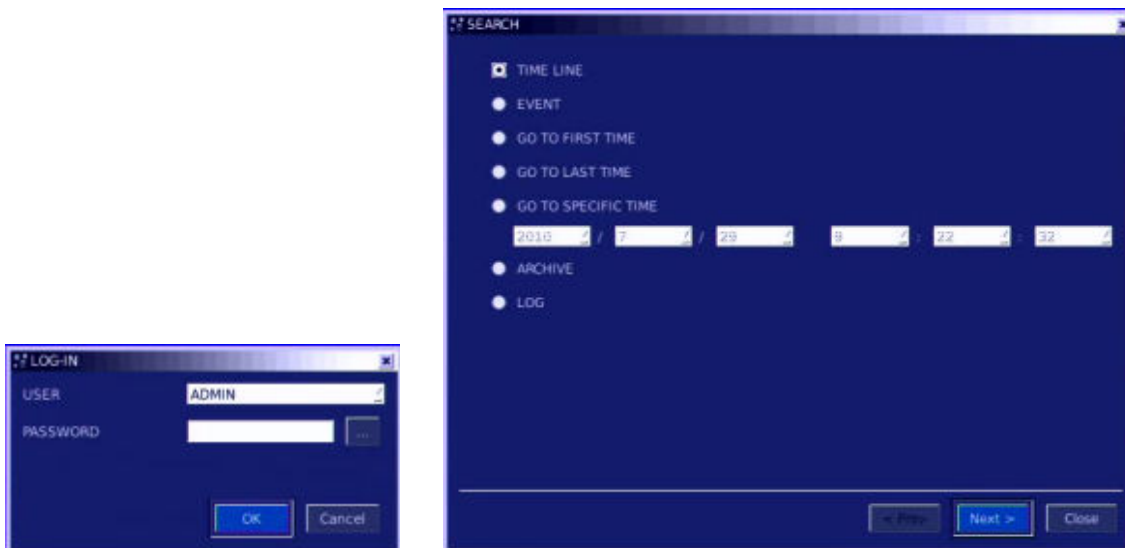 SEARCH
TIME LINE
EVENT
GO TO FIRST TIME
GO TO LAST TIME
GO TO SPECIFIC TIME
2010 / 7 / 29 9 : 22 : 32
ARCHIVE
LOG
< Prev Next > Close
LOG-IN
USER ADMIN
PASSWORD ...
OK Cancel